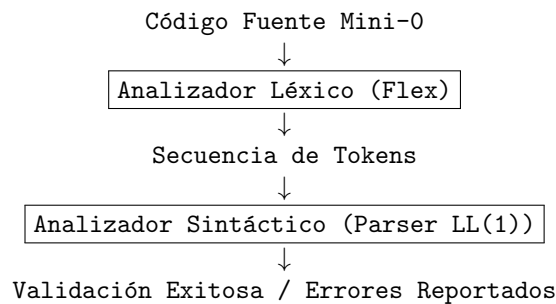 Código Fuente Mini-0
↓
Analizador Léxico (Flex)
↓
Secuencia de Tokens
↓
Analizador Sintáctico (Parser LL(1))
↓
Validación Exitosa / Errores Reportados